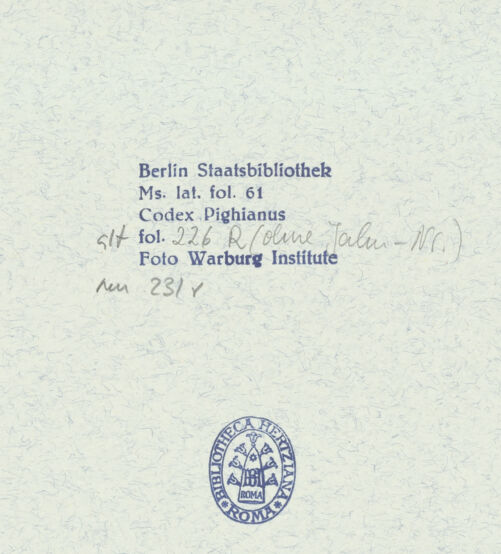 Berlin Staatsbibliothek
Ms. lat. fol. 61
Codex Pighianus
alt fol. 226 R (ohne Jahn-Nr.)
Foto Warburg Institute
neu 231 v
BIBLIOTHECA HERTZIANA
ROMA
* ROMA *